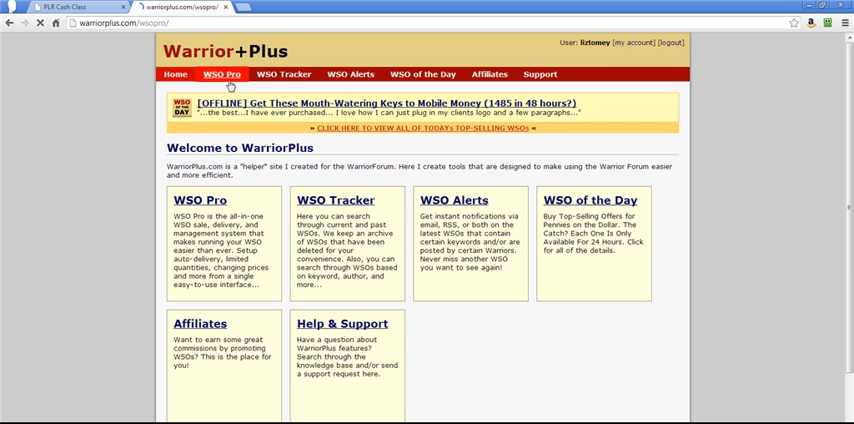 PLR Cash Class
warriorplus.com/wsopro/
warriorplus.com/wsopro/
Warrior+Plus
User: liztomey [my account] [logout]
Home WSO Pro WSO Tracker WSO Alerts WSO of the Day Affiliates Support
WSO OF THE DAY
[OFFLINE] Get These Mouth-Watering Keys to Mobile Money (1485 in 48 hours?)
"...the best...I have ever purchased... I love how I can just plug in my clients logo and a few paragraphs..."
» CLICK HERE TO VIEW ALL OF TODAYs TOP-SELLING WSOs «
Welcome to WarriorPlus
WarriorPlus.com is a "helper" site I created for the WarriorForum. Here I create tools that are designed to make using the Warrior Forum easier
and more efficient.
WSO Pro
WSO Pro is the all-in-one
WSO sale, delivery, and
management system that
makes running your WSO
easier than ever. Setup
auto-delivery, limited
quantities, changing prices
and more from a single
easy-to-use interface...
WSO Tracker
Here you can search
through current and past
WSOs. We keep an archive
of WSOs that have been
deleted for your
convenience. Also, you can
search through WSOs based
on keyword, author, and
more...
WSO Alerts
Get instant notifications via
email, RSS, or both on the
latest WSOs that contain
certain keywords and/or are
posted by certain Warriors.
Never miss another WSO
you want to see again!
WSO of the Day
Buy Top-Selling Offers for
Pennies on the Dollar. The
Catch? Each One Is Only
Available For 24 Hours. Click
for all of the details.
Affiliates
Want to earn some great
commissions by promoting
WSOs? This is the place for
you!
Help & Support
Have a question about
WarriorPlus features?
Search through the
knowledge base and/or send
a support request here.